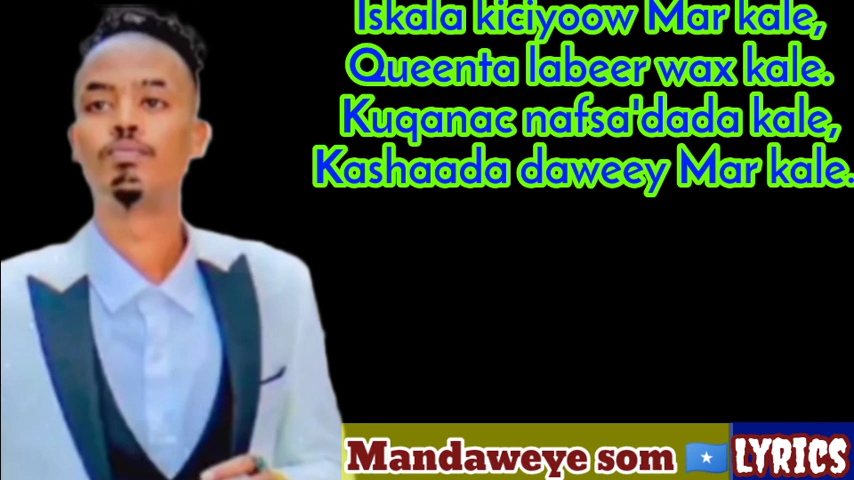 Iskala kiciyoow Mar kale,
Queenta labeer wax kale.
Kuqanac nafsa'dada kale,
Kashaada daweey Mar kale.
Mandaweye som LYRICS